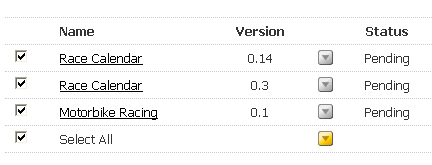 Name Version Status
Race Calendar 0.14 Pending
Race Calendar 0.3 Pending
Motorbike Racing 0.1 Pending
Select All